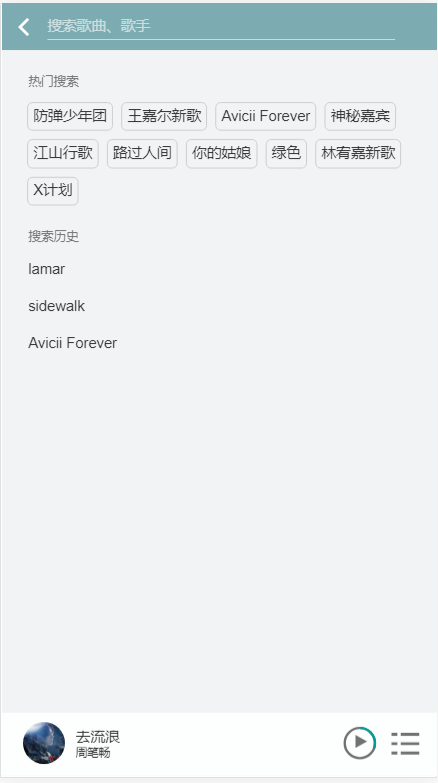 搜索歌曲、歌手
热门搜索
防弹少年团 王嘉尔新歌 Avicii Forever 神秘嘉宾
江山行歌 路过人间 你的姑娘 绿色 林宥嘉新歌
X计划
搜索历史
lamar
sidewalk
Avicii Forever
去流浪
周笔畅